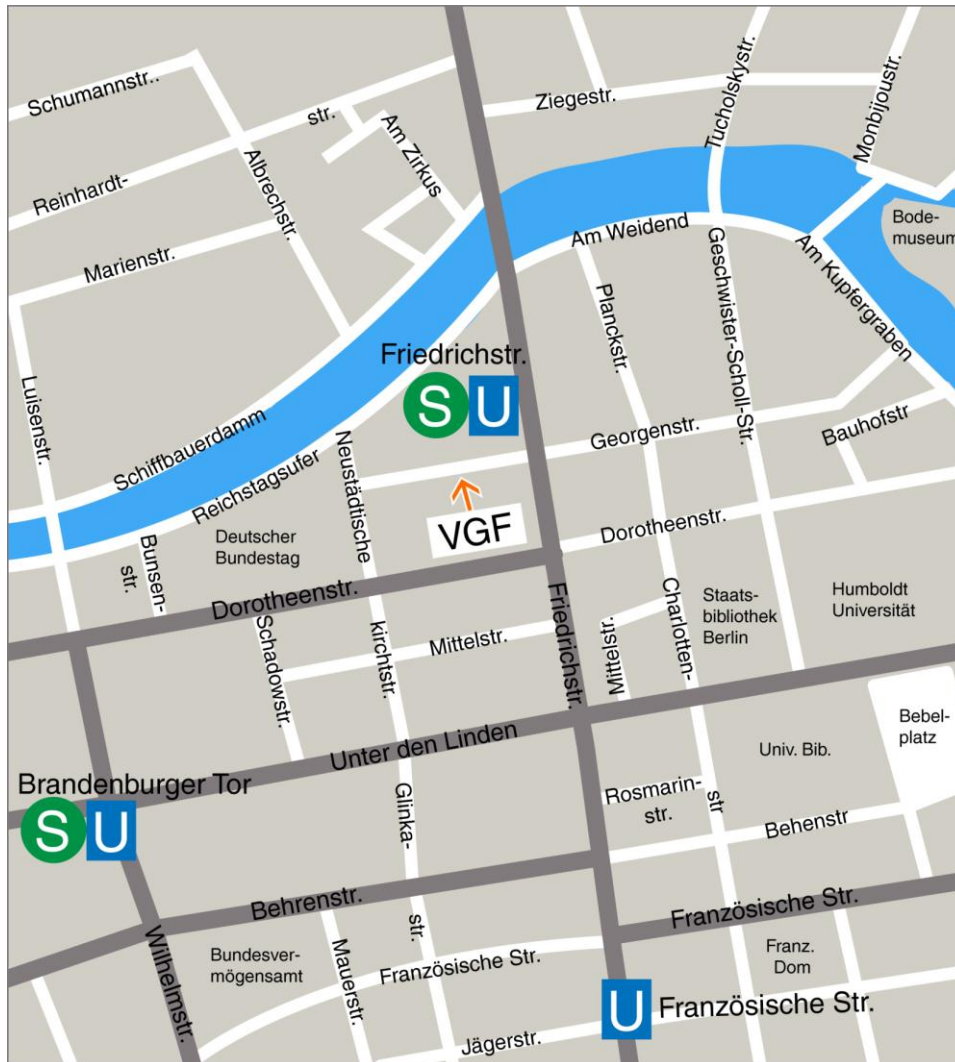 Schumannstr..
str.
Reinhardt-
Albrechtstr.
Am Zirkus
Marienstr.
Ziegestr.
Tucholskystr.
Monbijoustr.
Bode-
museum
Am Weidend
Planckstr.
Geschwister-Scholl-Str.
Am Kupfergraben
Luisenstr.
Schiffbauerdamm
Reichstagsufer
Friedrichstr.
S U
Georgenstr.
Bauhofstr
Neustädtische
VGF
Deutscher
Bundestag
Bunsen-
str.
Dorotheenstr.
Dorotheenstr.
Schadowstr.
kirchtstr.
Mittelstr.
Friedrichstr.
Mittelstr.
Charlotten-
Staats-
bibliothek
Berlin
Humboldt
Universität
Unter den Linden
Bebel-
platz
Univ. Bib.
Brandenburger Tor
S U
Glinka-
Rosmarin-
str.
str
Behenstr
Behrenstr.
str.
Französische Str.
Wilhelmstr.
Bundesver-
mögensamt
Mauerstr.
Französische Str.
Franz.
Dom
U Französische Str.
Jägerstr.